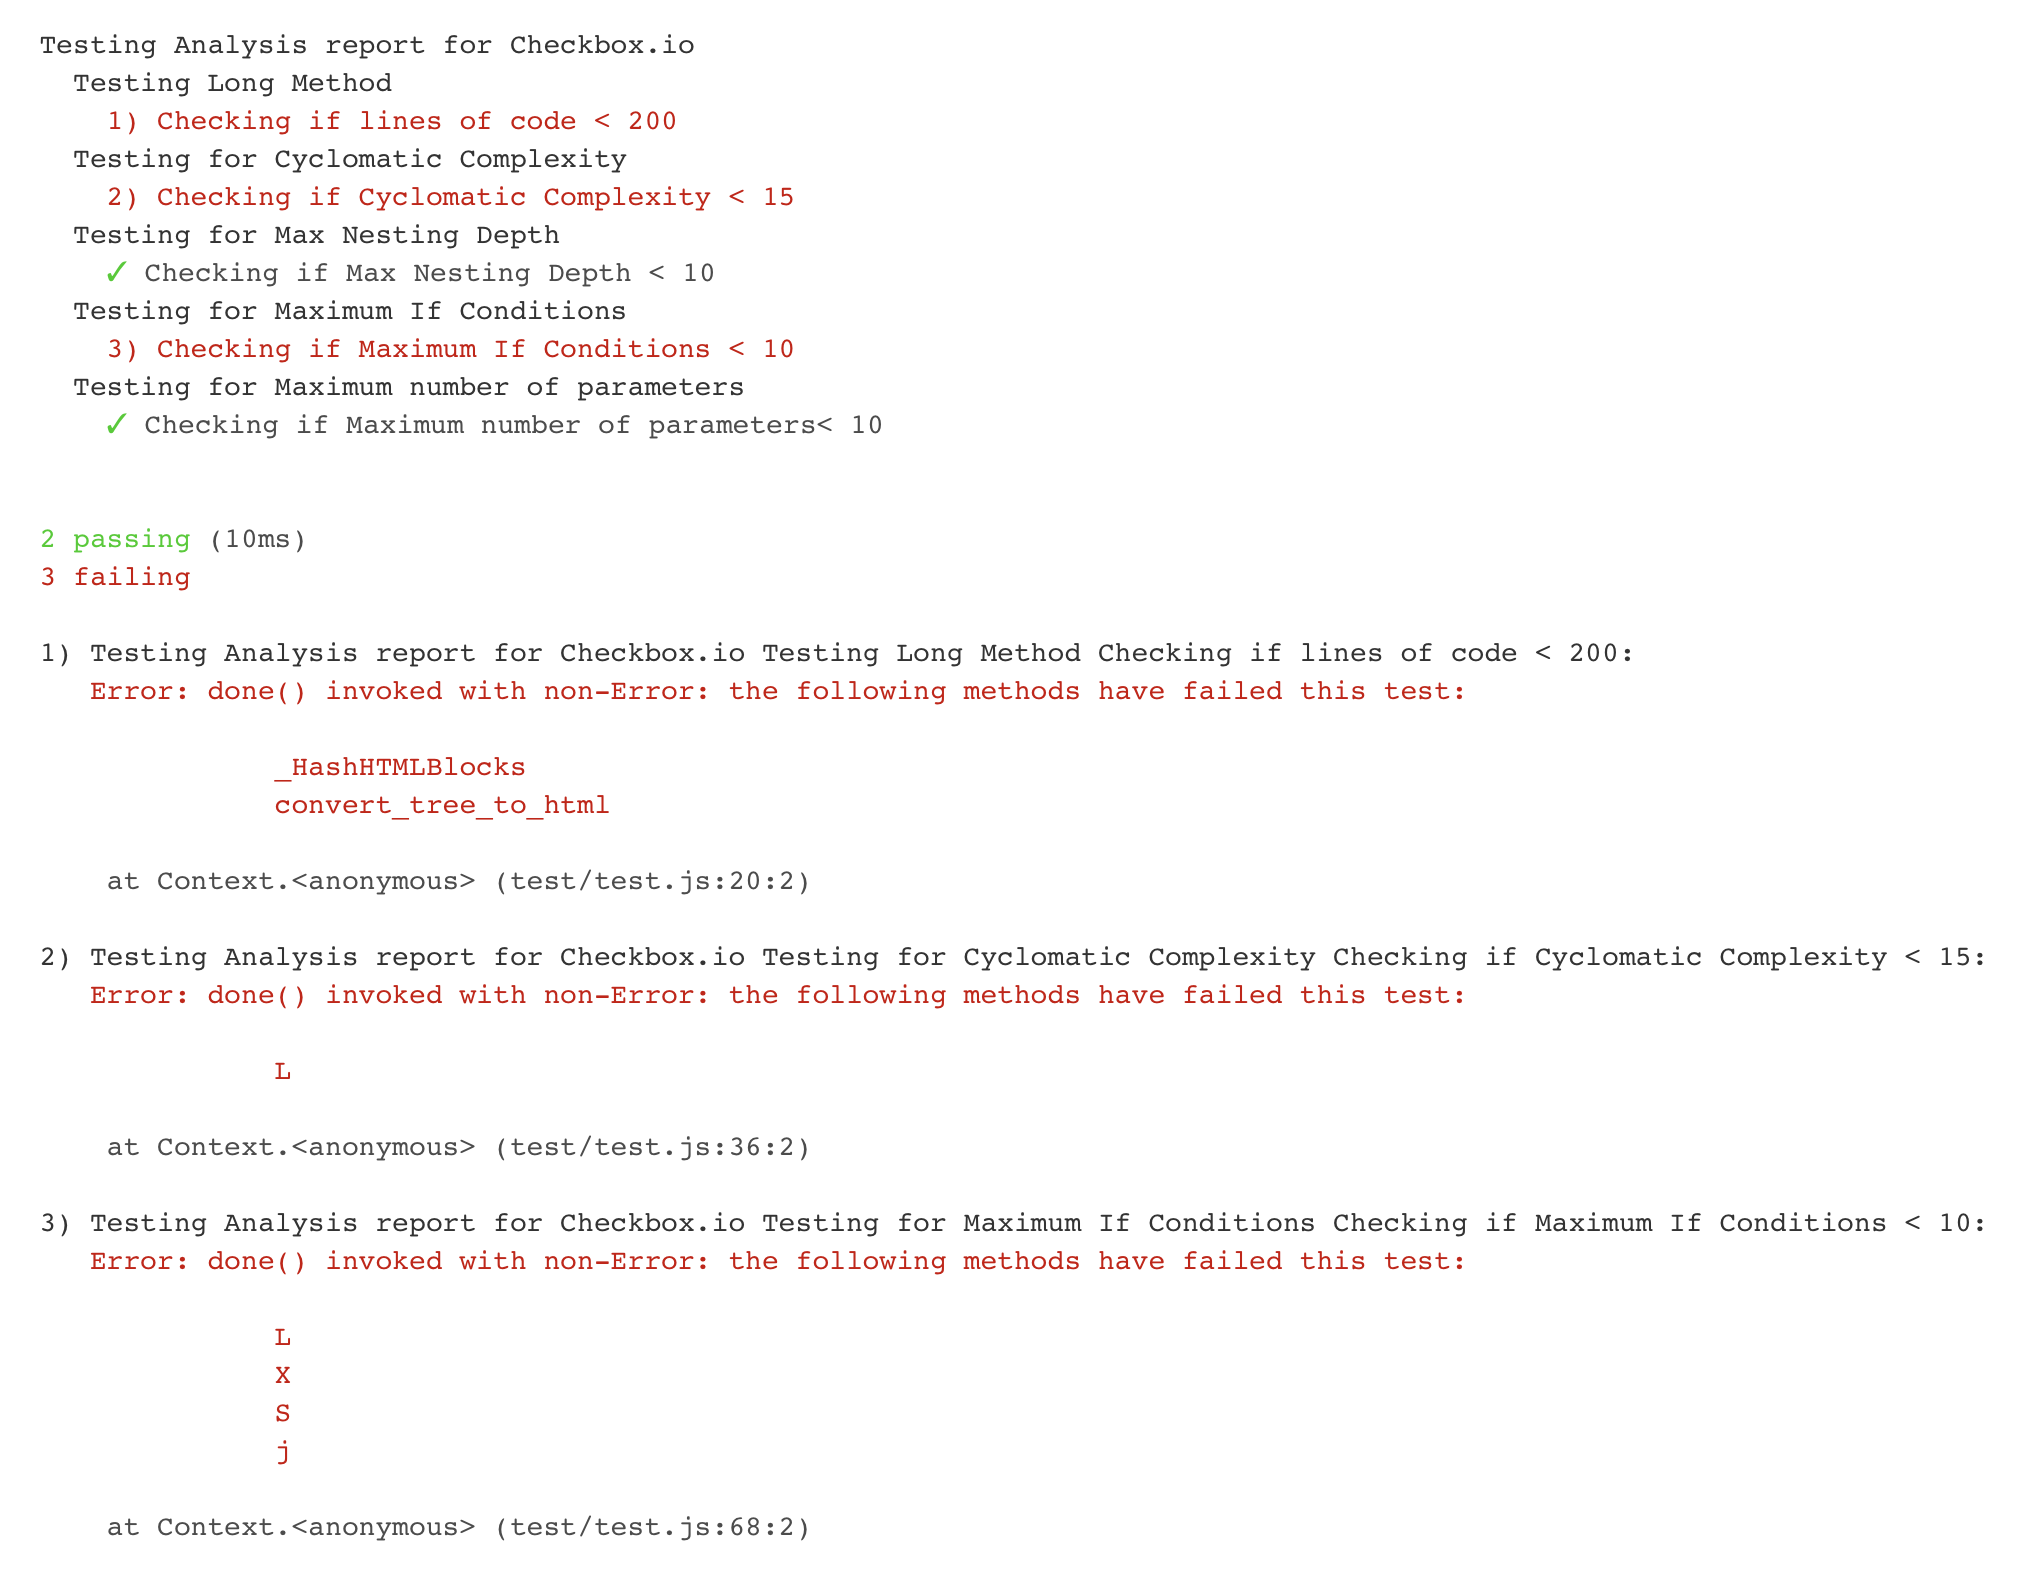 Testing Analysis report for Checkbox.io
Testing Long Method
1) Checking if lines of code < 200
Testing for Cyclomatic Complexity
2) Checking if Cyclomatic Complexity < 15
Testing for Max Nesting Depth
✓ Checking if Max Nesting Depth < 10
Testing for Maximum If Conditions
3) Checking if Maximum If Conditions < 10
Testing for Maximum number of parameters
✓ Checking if Maximum number of parameters< 10
2 passing (10ms)
3 failing
1) Testing Analysis report for Checkbox.io Testing Long Method Checking if lines of code < 200:
Error: done() invoked with non-Error: the following methods have failed this test:
_HashHTMLBlocks
convert_tree_to_html
at Context.<anonymous> (test/test.js:20:2)
2) Testing Analysis report for Checkbox.io Testing for Cyclomatic Complexity Checking if Cyclomatic Complexity < 15:
Error: done() invoked with non-Error: the following methods have failed this test:
L
at Context.<anonymous> (test/test.js:36:2)
3) Testing Analysis report for Checkbox.io Testing for Maximum If Conditions Checking if Maximum If Conditions < 10:
Error: done() invoked with non-Error: the following methods have failed this test:
L
X
S
j
at Context.<anonymous> (test/test.js:68:2)